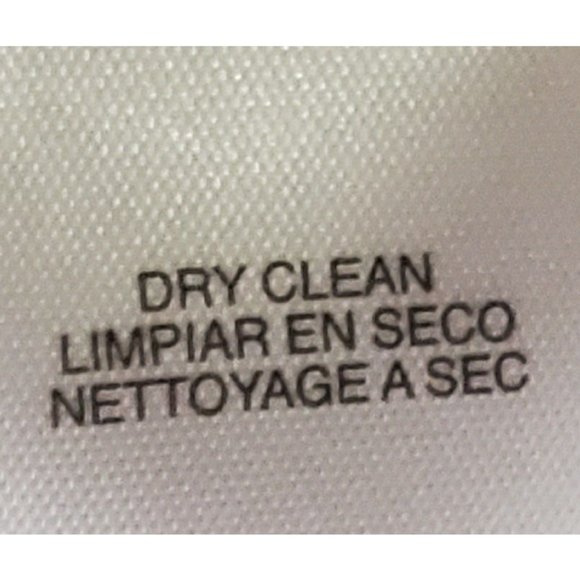 DRY CLEAN
LIMPIAR EN SECO
NETTOYAGE A SEC